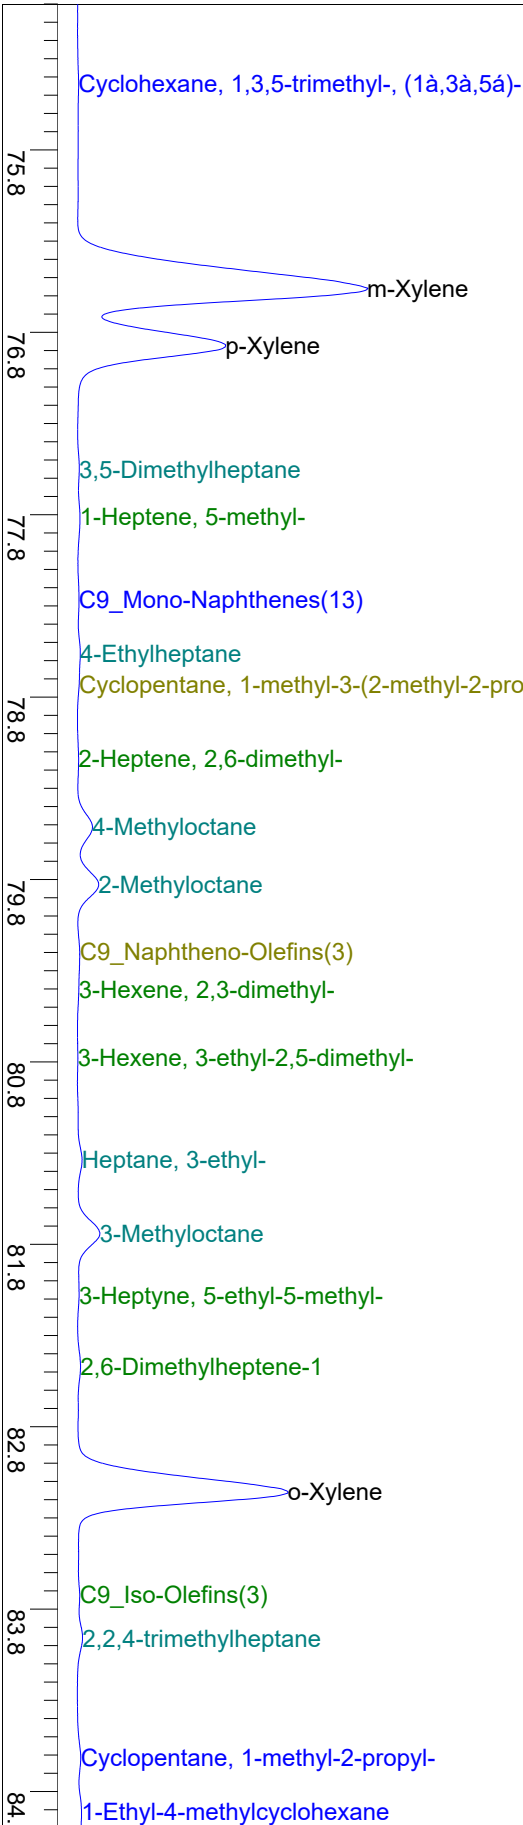 Cyclohexane, 1,3,5-trimethyl-, (1à,3à,5á)-
75.8
m-Xylene
76.8
p-Xylene
3,5-Dimethylheptane
1-Heptene, 5-methyl-
77.8
C9_Mono-Naphthenes(13)
4-Ethylheptane
Cyclopentane, 1-methyl-3-(2-methyl-2-pro
78.8
2-Heptene, 2,6-dimethyl-
4-Methyloctane
2-Methyloctane
79.8
C9_Naphtheno-Olefins(3)
3-Hexene, 2,3-dimethyl-
3-Hexene, 3-ethyl-2,5-dimethyl-
80.8
Heptane, 3-ethyl-
3-Methyloctane
81.8
3-Heptyne, 5-ethyl-5-methyl-
2,6-Dimethylheptene-1
82.8
o-Xylene
C9_Iso-Olefins(3)
83.8
2,2,4-trimethylheptane
Cyclopentane, 1-methyl-2-propyl-
84.
1-Ethyl-4-methylcyclohexane